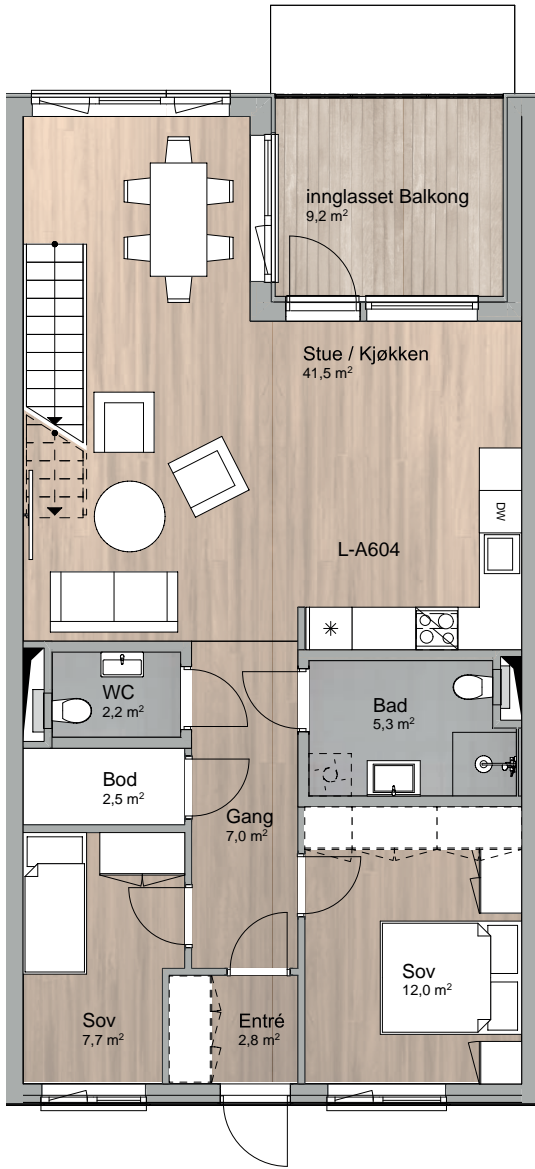 innglasset Balkong
9,2 m²
Stue / Kjøkken
41,5 m²
DW
L-A604
WC
2,2 m²
Bad
5,3 m²
Bod
2,5 m²
Gang
7,0 m²
Sov
12,0 m²
Sov
7,7 m²
Entré
2,8 m²